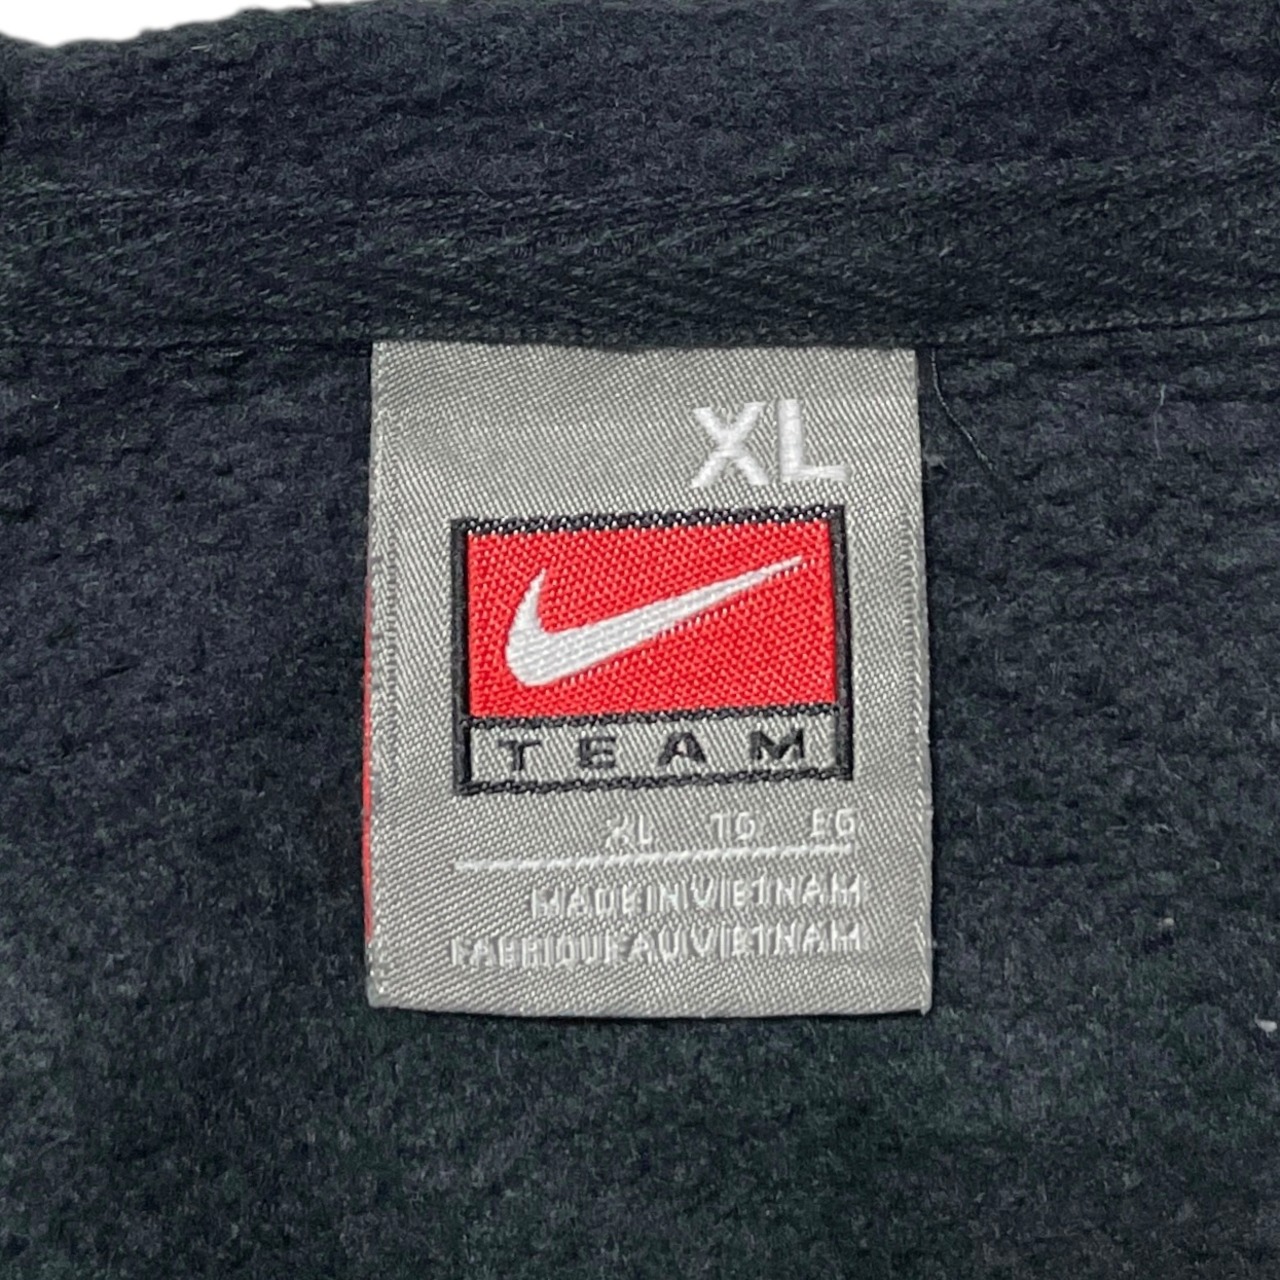 XL
TEAM
XL TG EG
MADE IN VIETNAM
FABRIQUE AU VIETNAM